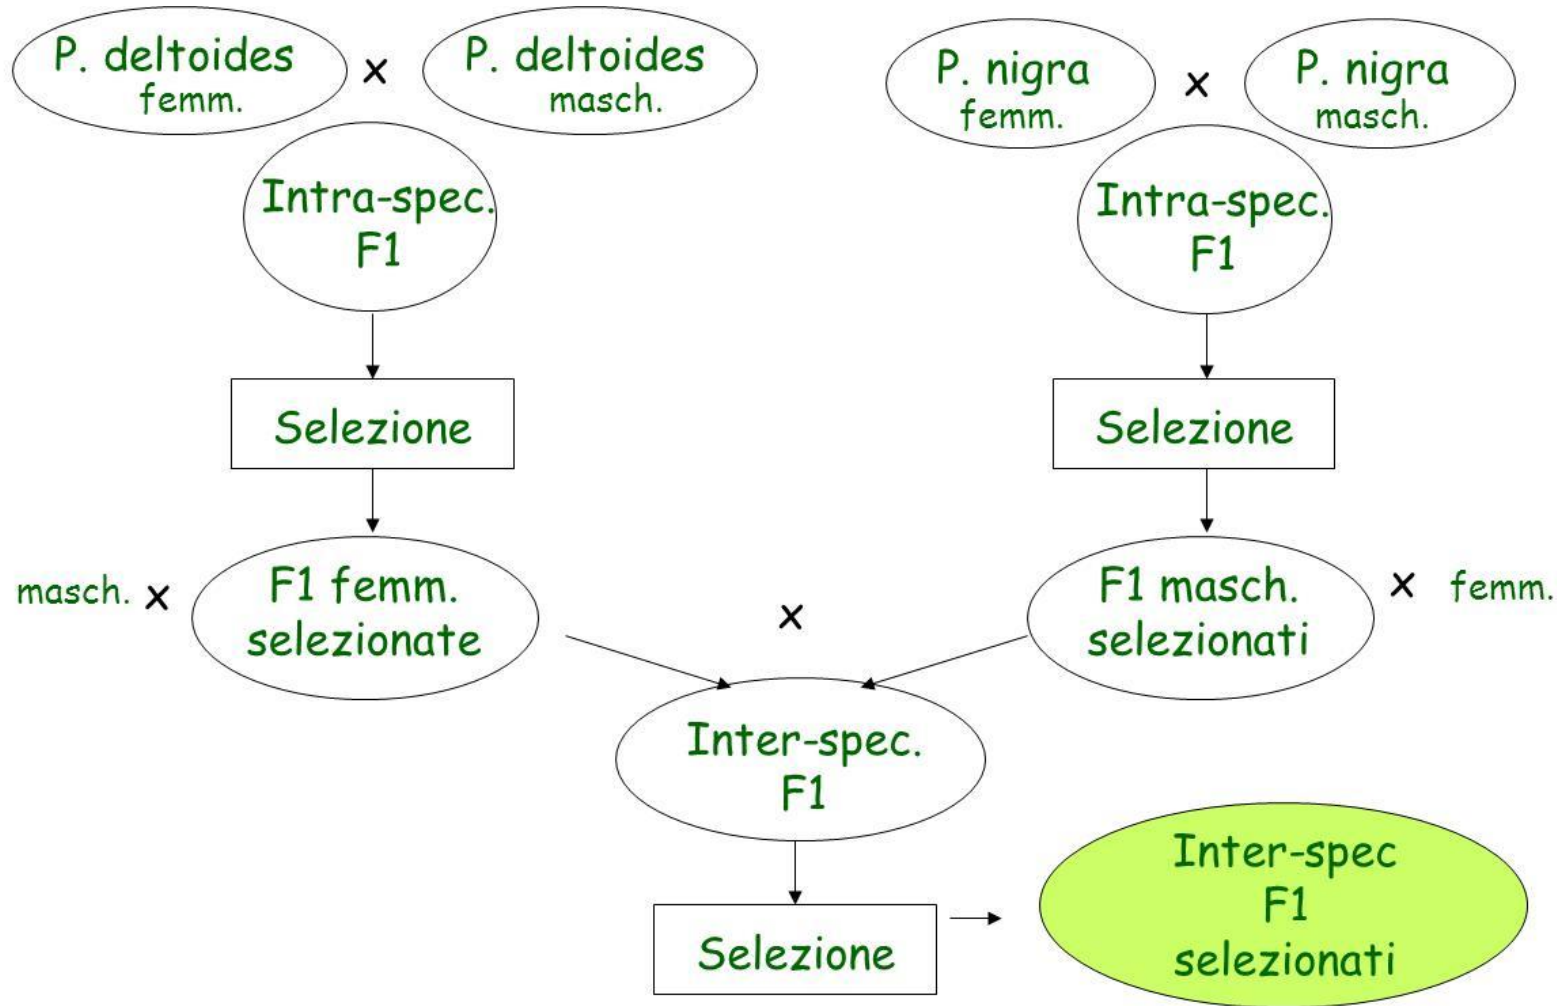 P. deltoides
femm.
x
P. deltoides
masch.
P. nigra
femm.
x
P. nigra
masch.
Intra-spec.
F1
Intra-spec.
F1
Selezione
Selezione
masch. x
F1 femm.
selezionate
x
F1 masch.
selezionati
x femm.
Inter-spec.
F1
Selezione
Inter-spec
F1
selezionati